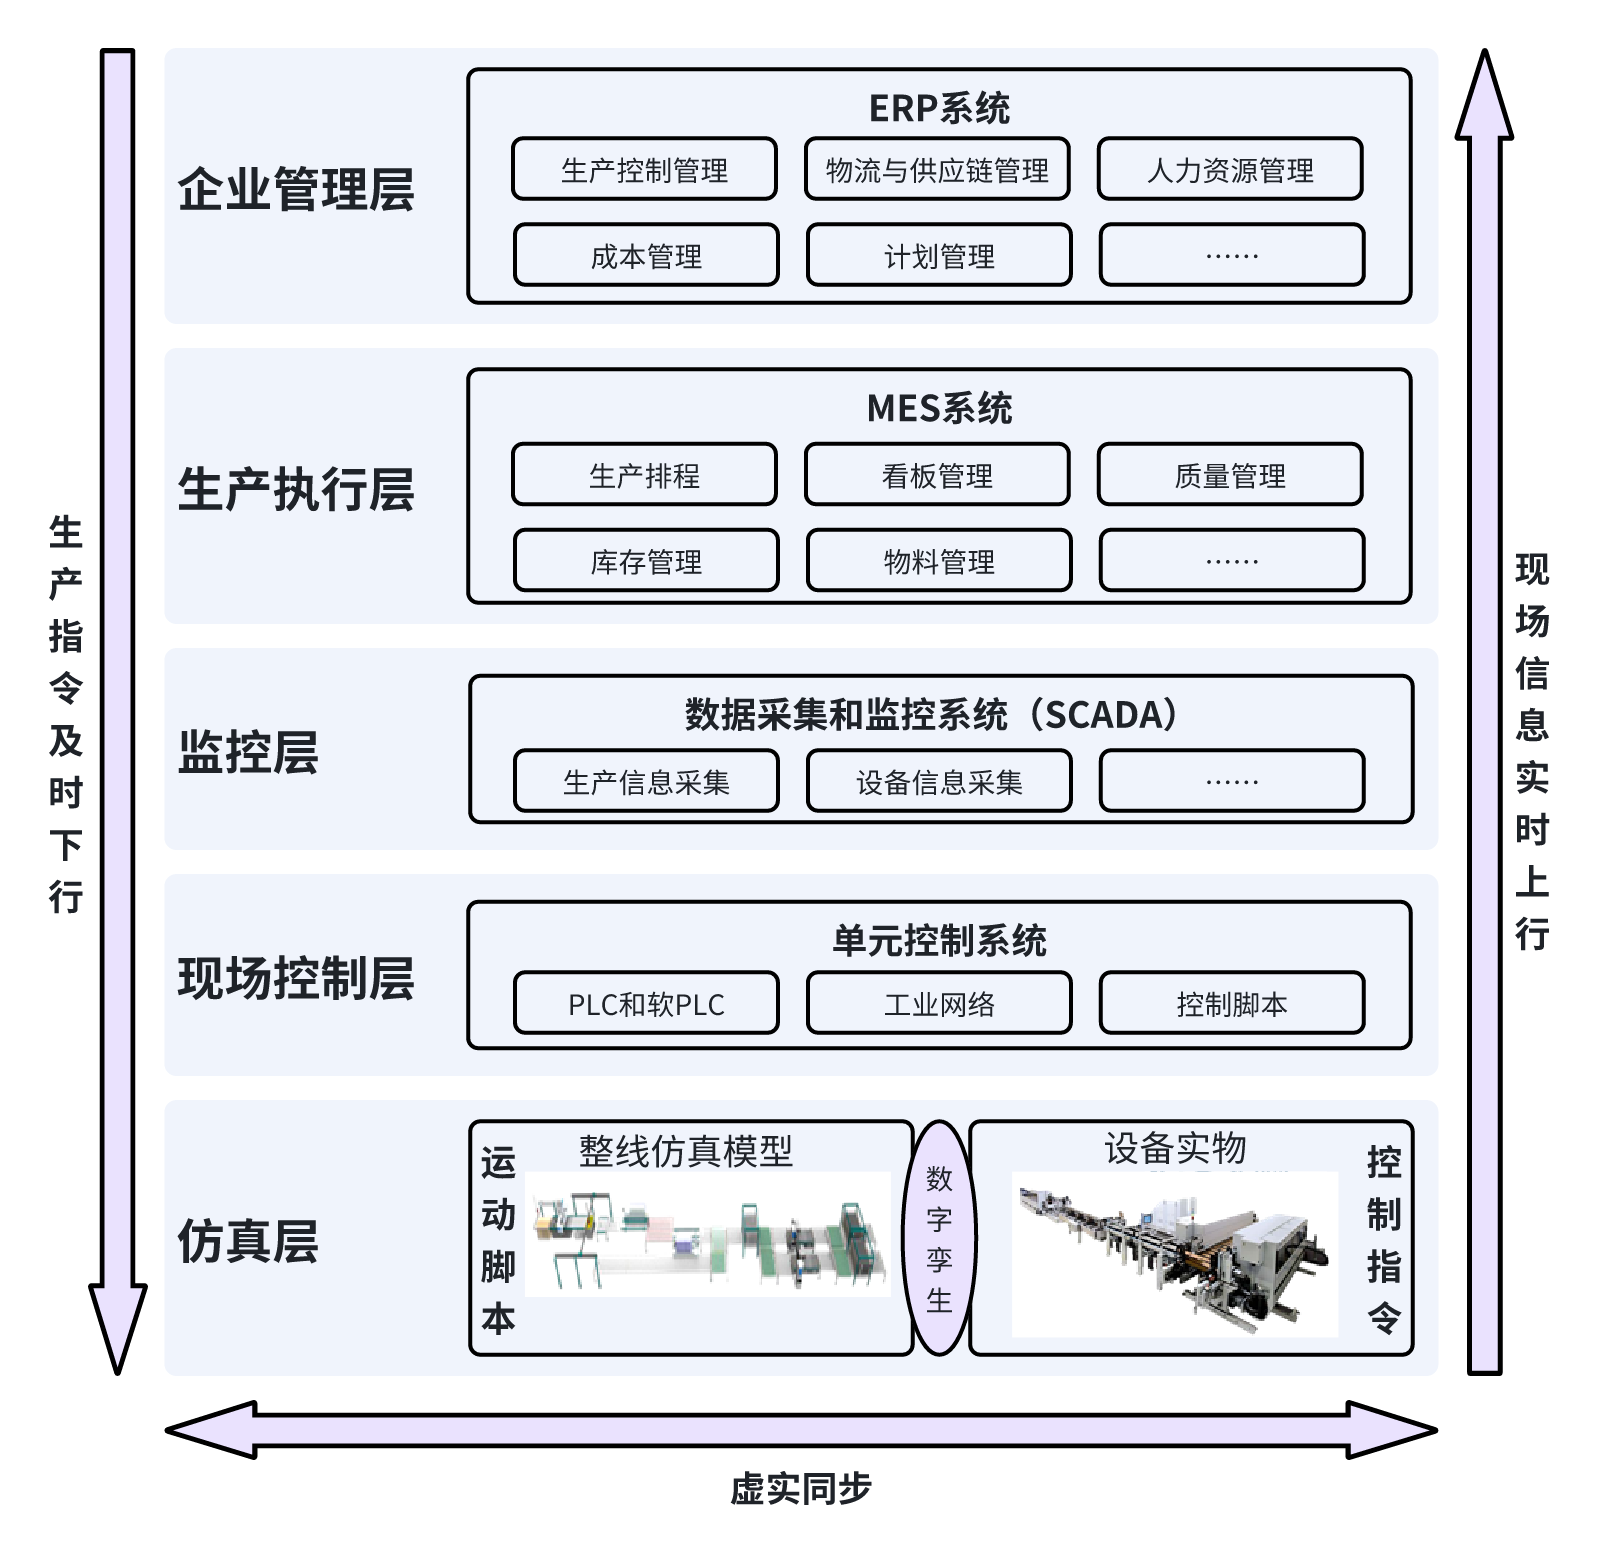 企业管理层
ERP系统
生产控制管理
物流与供应链管理
人力资源管理
成本管理
计划管理
……
生产执行层
MES系统
生产排程
看板管理
质量管理
库存管理
物料管理
……
监控层
数据采集和监控系统（SCADA）
生产信息采集
设备信息采集
……
现场控制层
单元控制系统
PLC和软PLC
工业网络
控制脚本
仿真层
运动脚本
整线仿真模型
数字孪生
设备实物
控制指令
生产指令及时下行
现场信息实时上行
虚实同步